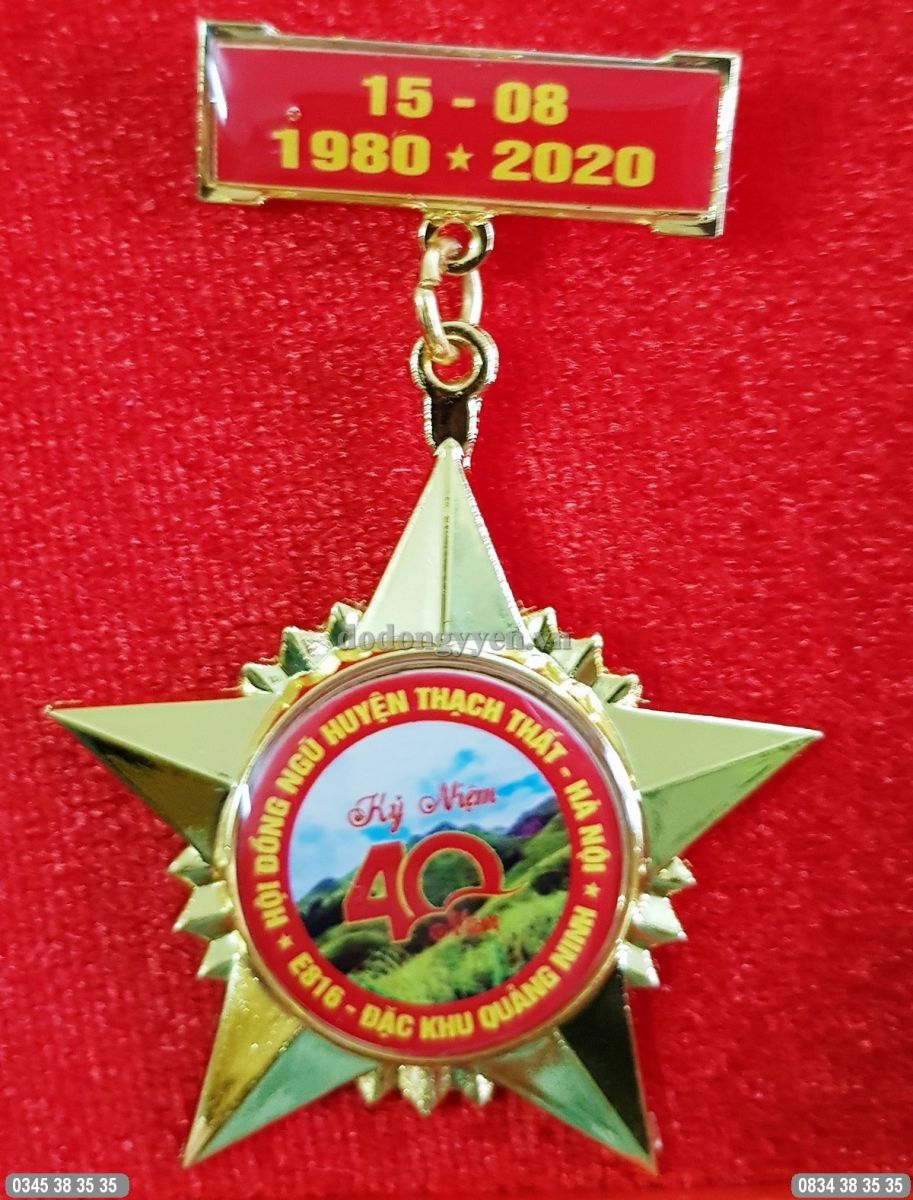 15 - 08
1980 ★ 2020
dodongyyen.vn
HỘI ĐỒNG NGŨ HUYỆN THẠCH THẤT - HÀ NỘI
★ E816 - ĐẶC KHU QUẢNG NINH ★
Kỷ Niệm
40
Năm
0345 38 35 35
0834 38 35 35